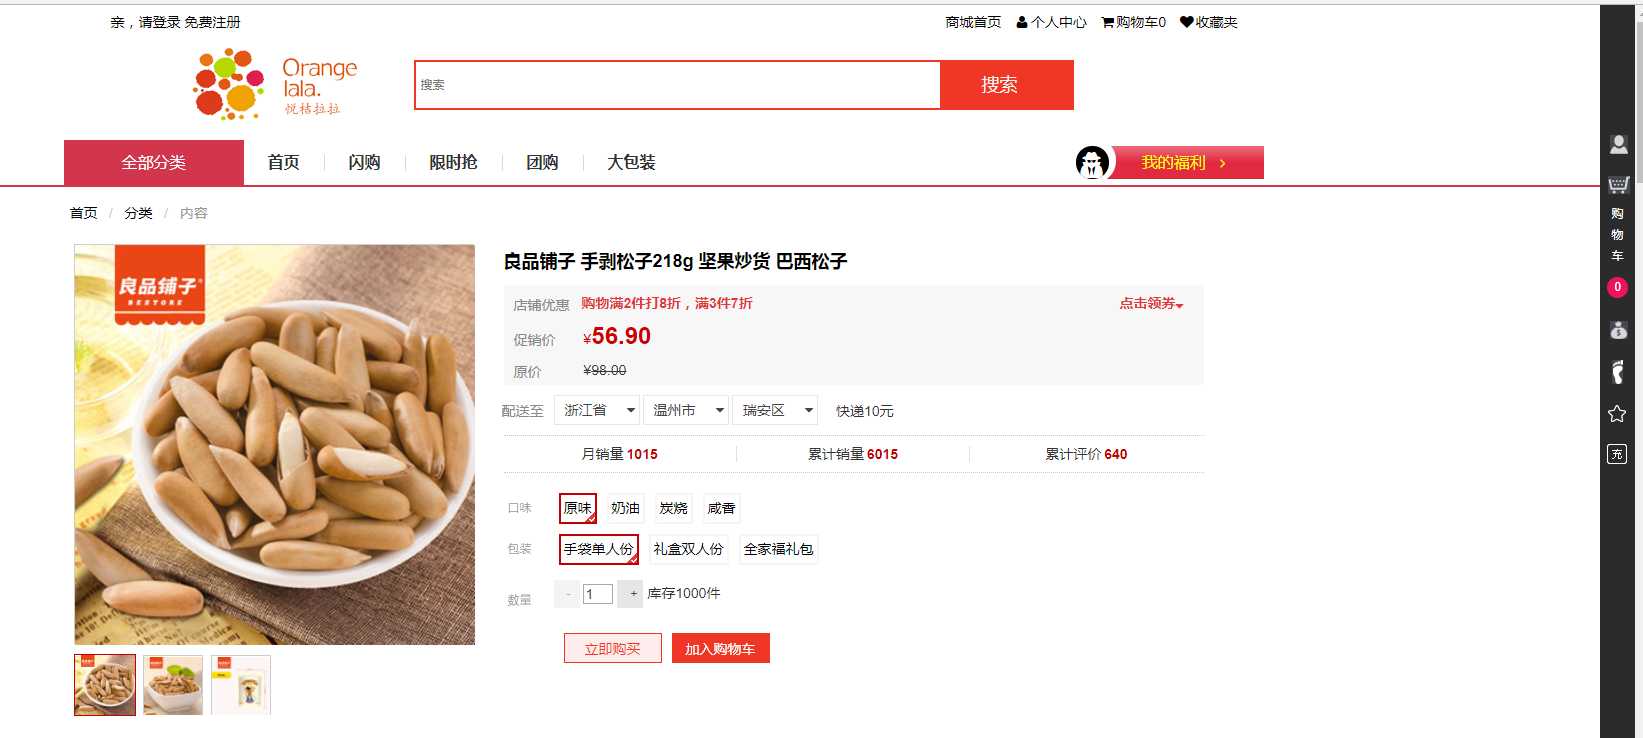 亲，请登录 免费注册
商城首页 个人中心 购物车0 收藏夹
Orange
lala.
悦桔拉拉
搜索 搜索
全部分类 首页 闪购 限时抢 团购 大包装 我的福利 >
首页 / 分类 / 内容
良品铺子
BESTORE
良品铺子 手剥松子218g 坚果炒货 巴西松子
店铺优惠 购物满2件打8折，满3件7折 点击领券
促销价 ¥56.90
原价 ¥98.00
配送至 浙江省 温州市 瑞安区 快递10元
月销量 1015 累计销量 6015 累计评价 640
口味 原味 奶油 炭烧 咸香
包装 手袋单人份 礼盒双人份 全家福礼包
数量 - 1 + 库存1000件
立即购买 加入购物车
购
物
车
0
充